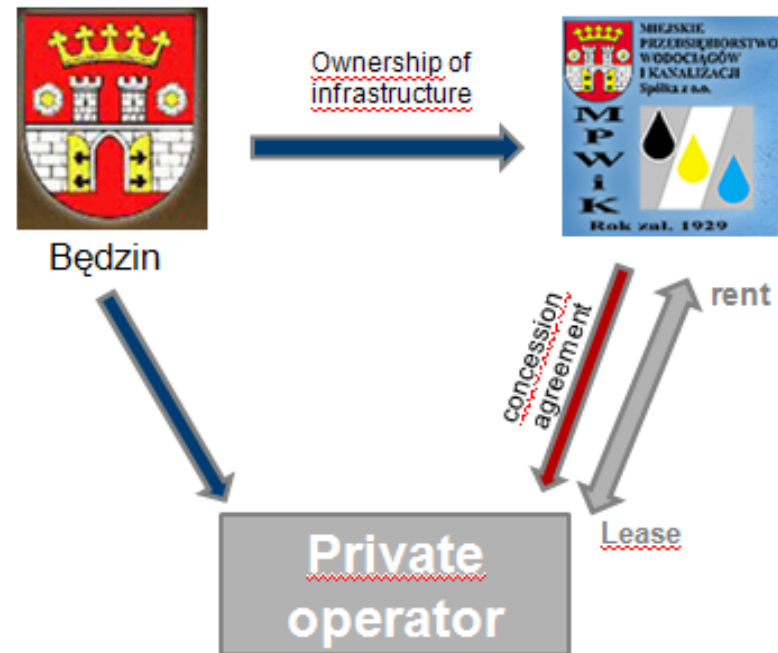 Ownership of
infrastructure
MIEJSKIE
PRZEDSIĘBIORSTWO
WODOCIĄGÓW
I KANALIZACJI
Spółka z o.o.
M
P
W
i
K
Rok zał. 1929
Będzin
concession
agreement
rent
Lease
Private
operator